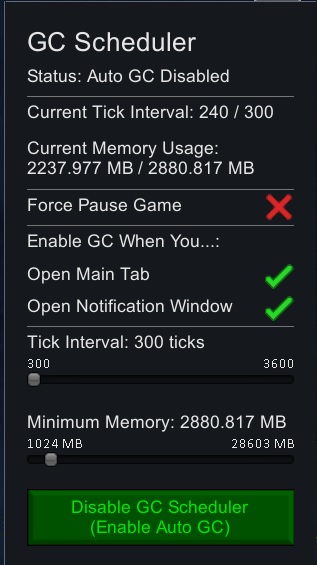 GC Scheduler
Status: Auto GC Disabled
Current Tick Interval: 240 / 300
Current Memory Usage:
2237.977 MB / 2880.817 MB
Force Pause Game
Enable GC When You...:
Open Main Tab
Open Notification Window
Tick Interval: 300 ticks
300 3600
Minimum Memory: 2880.817 MB
1024 MB 28603 MB
Disable GC Scheduler
(Enable Auto GC)